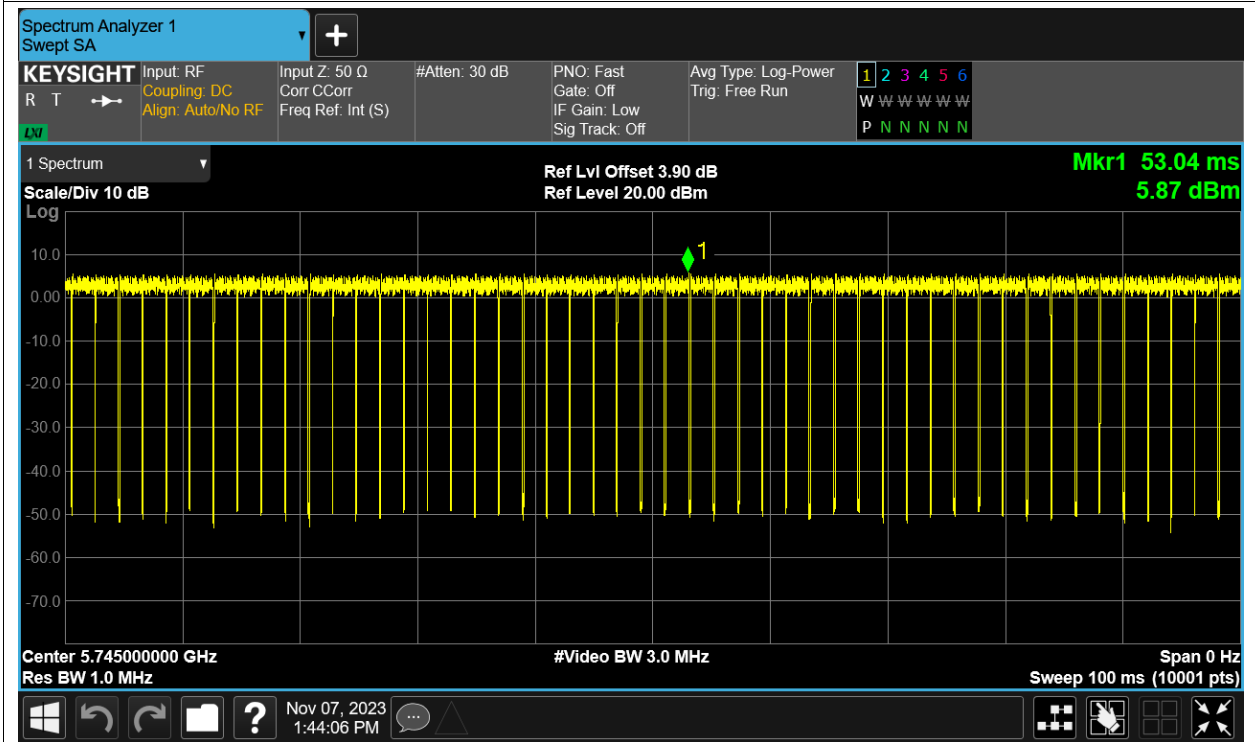 Spectrum Analyzer 1
Swept SA
+
KEYSIGHT
R T
LXI
Input: RF
Coupling: DC
Align: Auto/No RF
Input Z: 50 Ω
Corr CCorr
Freq Ref: Int (S)
#Atten: 30 dB
PNO: Fast
Gate: Off
IF Gain: Low
Sig Track: Off
Avg Type: Log-Power
Trig: Free Run
1 2 3 4 5 6
W W W W W W
P N N N N N
1 Spectrum
Scale/Div 10 dB
Log
Ref Lvl Offset 3.90 dB
Ref Level 20.00 dBm
Mkr1 53.04 ms
5.87 dBm
1
10.0
0.00
-10.0
-20.0
-30.0
-40.0
-50.0
-60.0
-70.0
Center 5.745000000 GHz
Res BW 1.0 MHz
#Video BW 3.0 MHz
Span 0 Hz
Sweep 100 ms (10001 pts)
?
Nov 07, 2023
1:44:06 PM